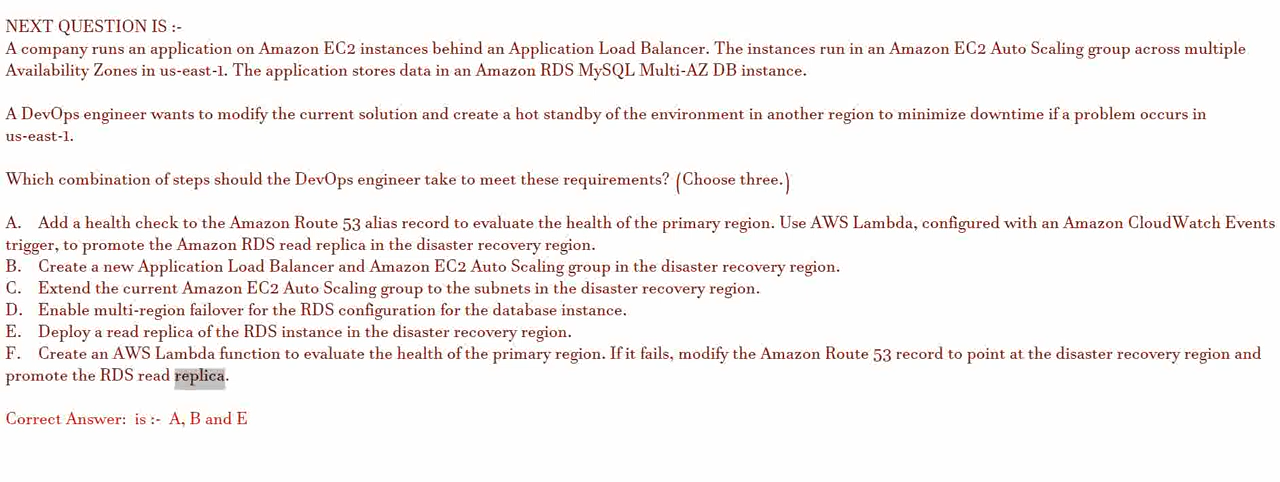 NEXT QUESTION IS :-
A company runs an application on Amazon EC2 instances behind an Application Load Balancer. The instances run in an Amazon EC2 Auto Scaling group across multiple
Availability Zones in us-east-1. The application stores data in an Amazon RDS MySQL Multi-AZ DB instance.
A DevOps engineer wants to modify the current solution and create a hot standby of the environment in another region to minimize downtime if a problem occurs in
us-east-1.
Which combination of steps should the DevOps engineer take to meet these requirements? (Choose three.)
A. Add a health check to the Amazon Route 53 alias record to evaluate the health of the primary region. Use AWS Lambda, configured with an Amazon CloudWatch Events
trigger, to promote the Amazon RDS read replica in the disaster recovery region.
B. Create a new Application Load Balancer and Amazon EC2 Auto Scaling group in the disaster recovery region.
C. Extend the current Amazon EC2 Auto Scaling group to the subnets in the disaster recovery region.
D. Enable multi-region failover for the RDS configuration for the database instance.
E. Deploy a read replica of the RDS instance in the disaster recovery region.
F. Create an AWS Lambda function to evaluate the health of the primary region. If it fails, modify the Amazon Route 53 record to point at the disaster recovery region and
promote the RDS read replica.
Correct Answer: is :- A, B and E